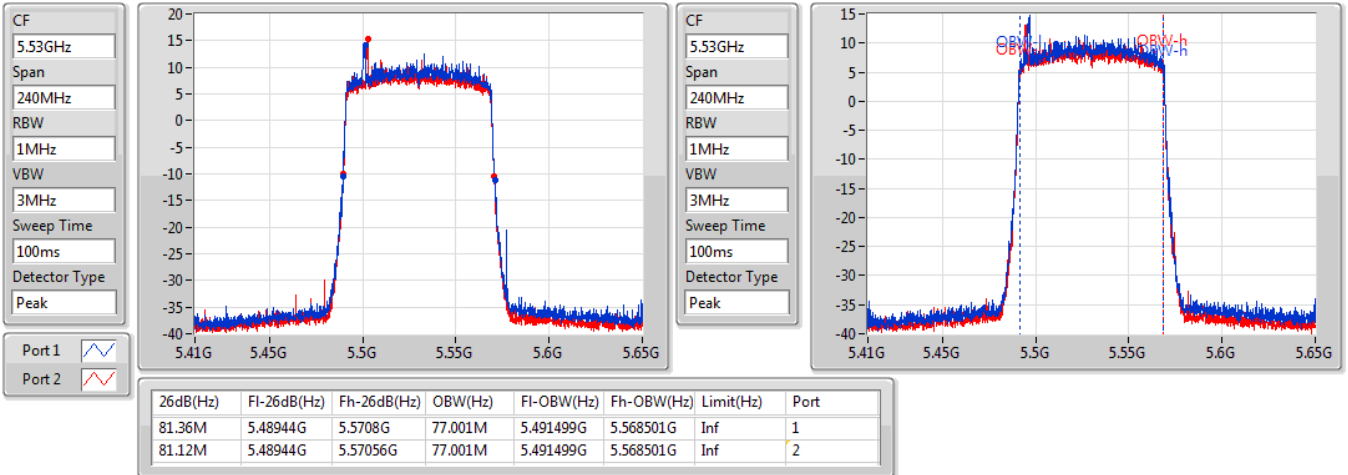 CF
5.53GHz
Span
240MHz
RBW
1MHz
VBW
3MHz
Sweep Time
100ms
Detector Type
Peak
Port 1
Port 2
20
15
10
5
0
-5
-10
-15
-20
-25
-30
-35
-40
5.41G 5.45G 5.5G 5.55G 5.6G 5.65G
CF
5.53GHz
Span
240MHz
RBW
1MHz
VBW
3MHz
Sweep Time
100ms
Detector Type
Peak
15
10
5
0
-5
-10
-15
-20
-25
-30
-35
-40
OBW-h
OBW-h
5.41G 5.45G 5.5G 5.55G 5.6G 5.65G
26dB(Hz) Fl-26dB(Hz) Fh-26dB(Hz) OBW(Hz) Fl-OBW(Hz) Fh-OBW(Hz) Limit(Hz) Port
81.36M 5.48944G 5.5708G 77.001M 5.491499G 5.568501G Inf 1
81.12M 5.48944G 5.57056G 77.001M 5.491499G 5.568501G Inf 2